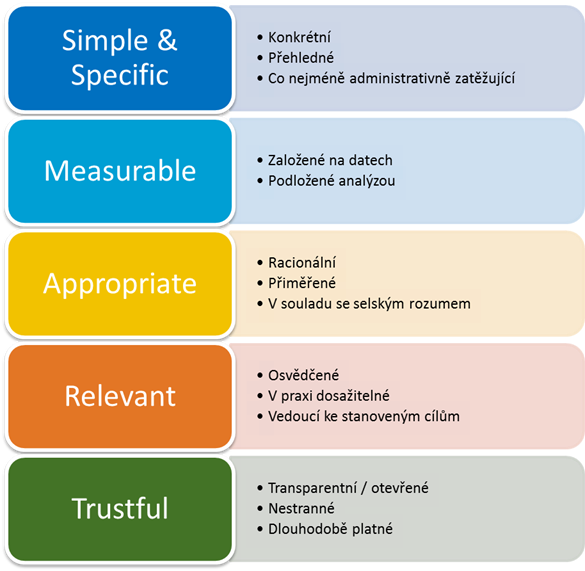 Simple &
Specific
• Konkrétní
• Přehledné
• Co nejméně administrativně zatěžující
Measurable
• Založené na datech
• Podložené analýzou
Appropriate
• Racionální
• Přiměřené
• V souladu se selským rozumem
Relevant
• Osvědčené
• V praxi dosažitelné
• Vedoucí ke stanoveným cílům
Trustful
• Transparentní / otevřené
• Nestranné
• Dlouhodobě platné